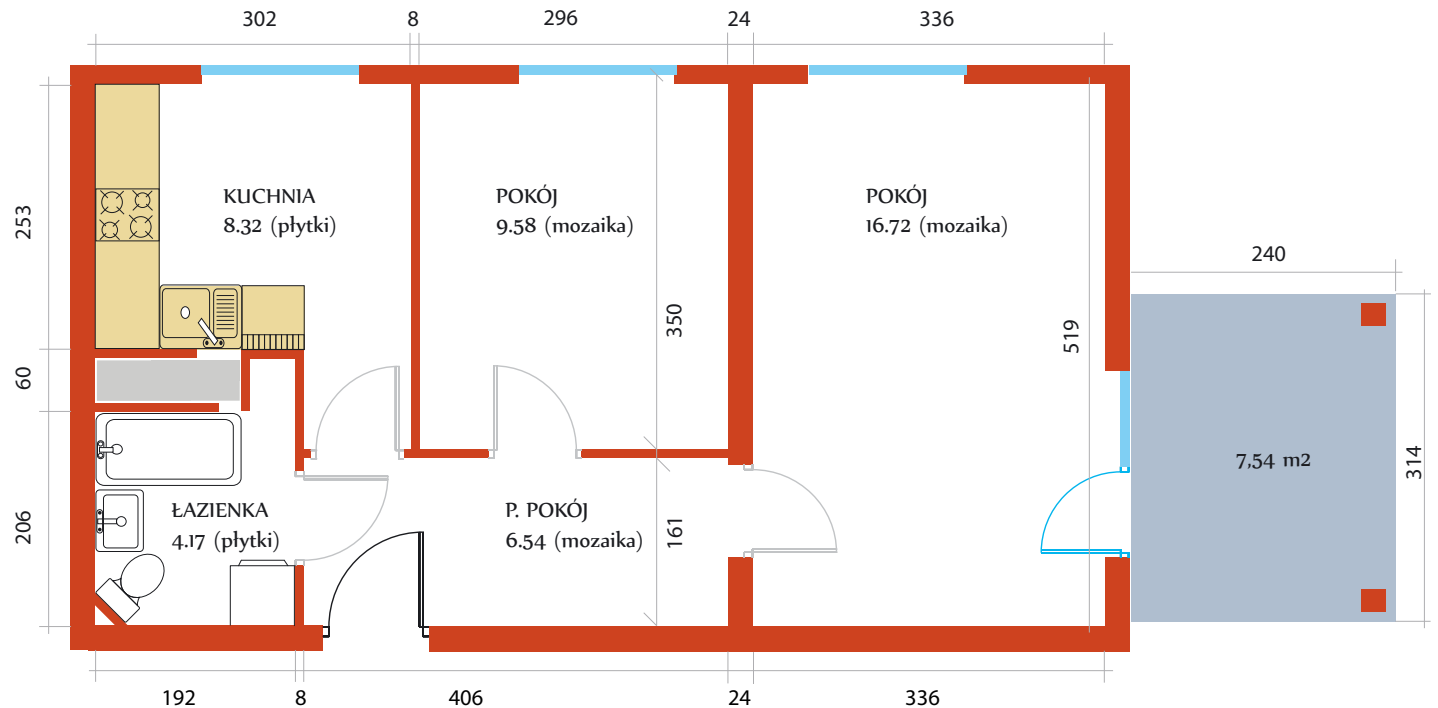 302
8
296
24
336
KUCHNIA
8.32 (płytki)
POKÓJ
9.58 (mozaika)
POKÓJ
16.72 (mozaika)
253
240
350
519
60
7,54 m2
314
ŁAZIENKA
4.17 (płytki)
P. POKÓJ
6.54 (mozaika)
206
161
192
8
406
24
336